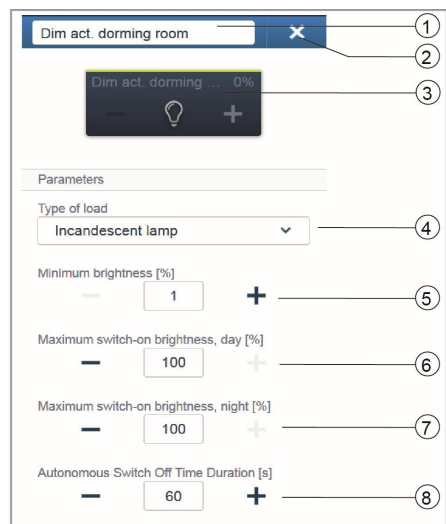 Dim act. dorming room
1
2
Dim act. dorming ... 0%
3
Parameters
Type of load
Incandescent lamp
4
Minimum brightness [%]
1
5
Maximum switch-on brightness, day [%]
100
6
Maximum switch-on brightness, night [%]
100
7
Autonomous Switch Off Time Duration [s]
60
8